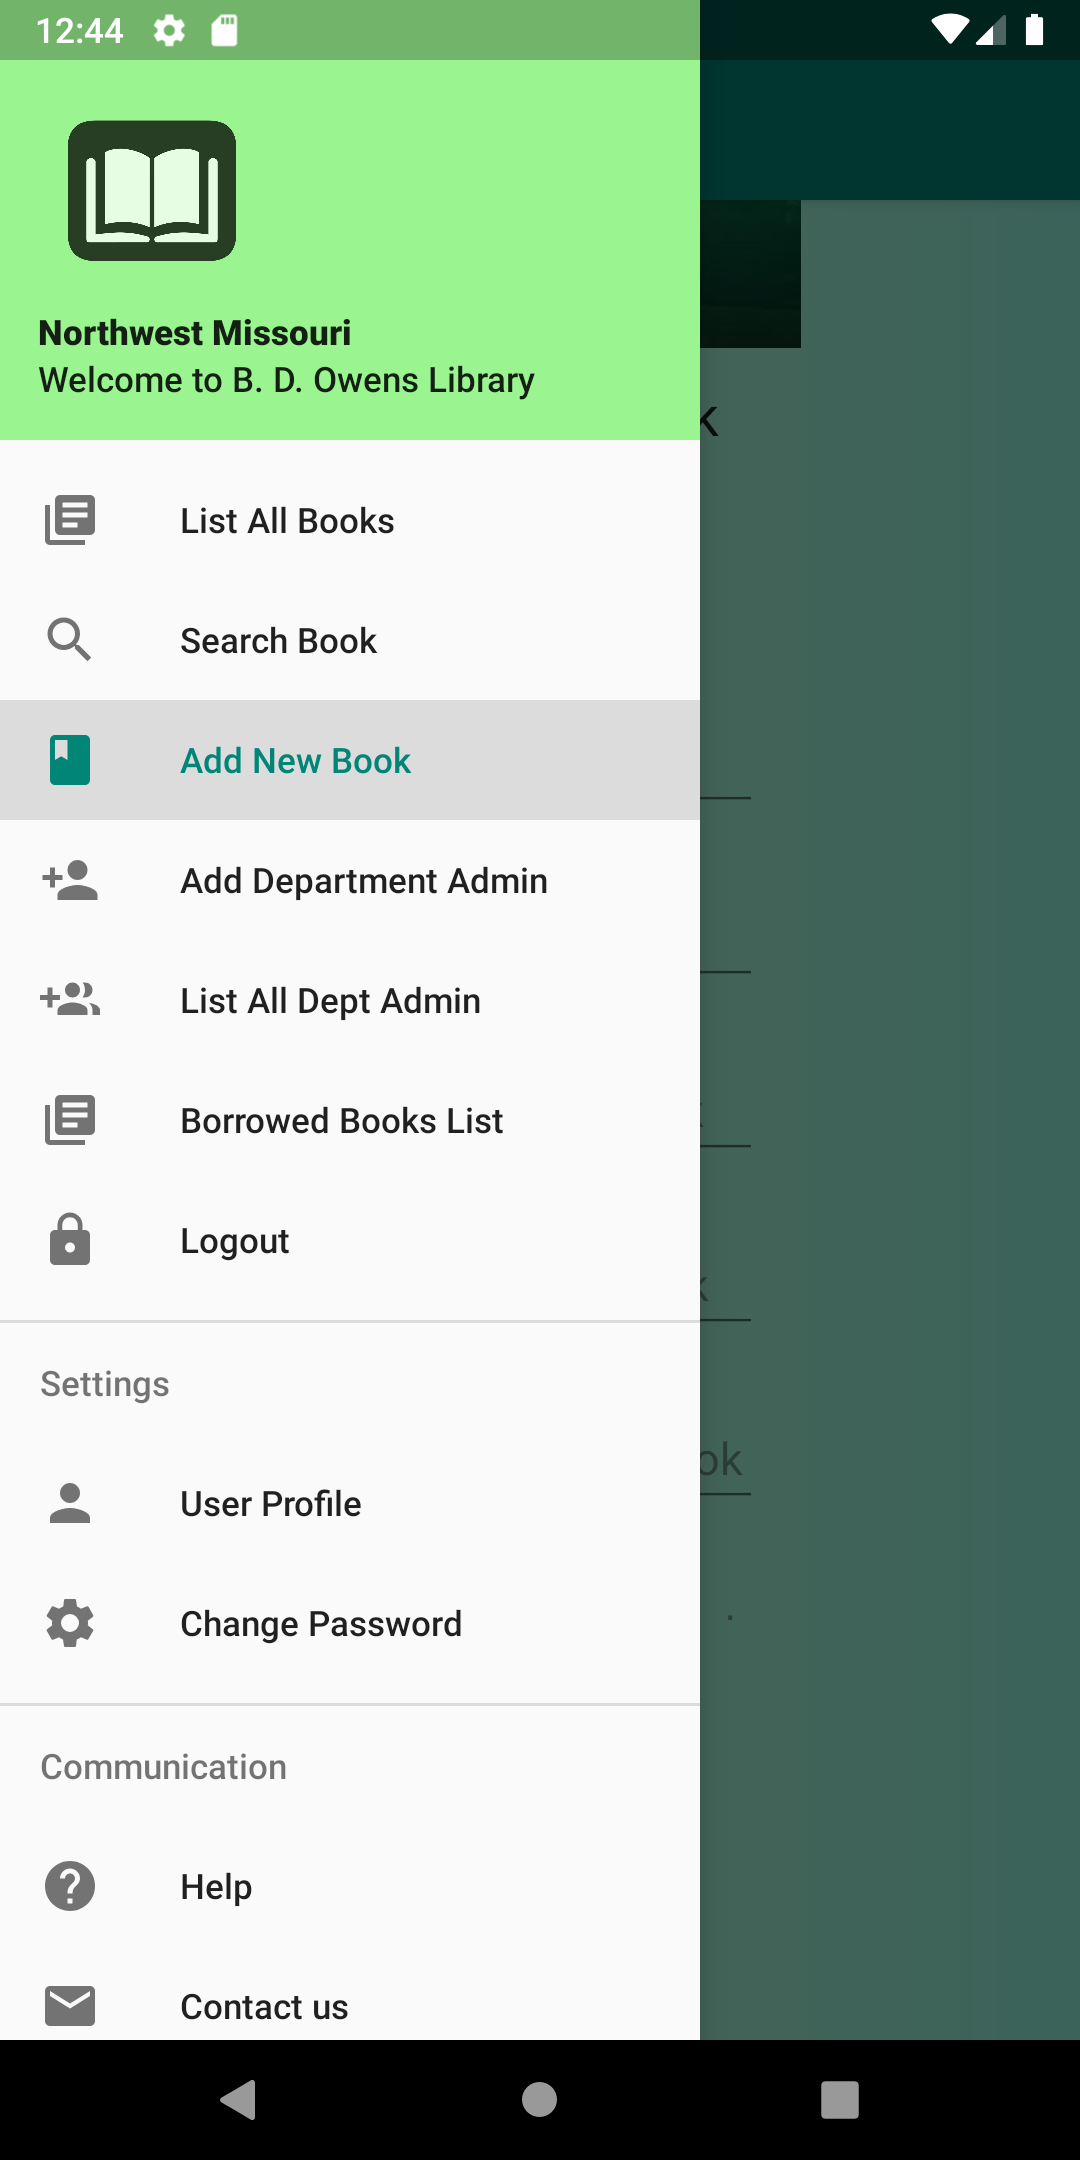 12:44
Northwest Missouri
Welcome to B. D. Owens Library
List All Books
Search Book
Add New Book
Add Department Admin
List All Dept Admin
Borrowed Books List
Logout
Settings
User Profile
Change Password
Communication
Help
Contact us